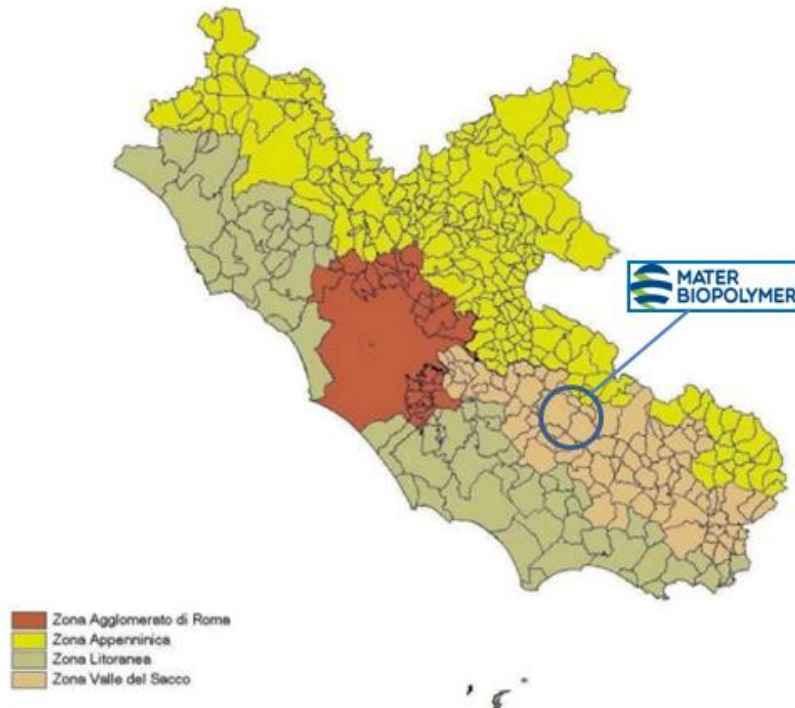 MATER
BIOPOLYMER
Zona Agglomerato di Roma
Zona Appenninica
Zona Litoranea
Zona Valle del Sacco